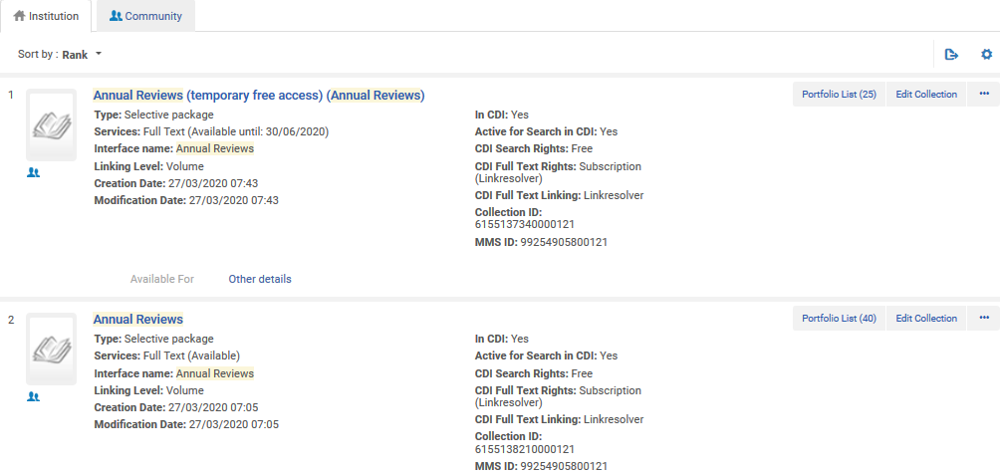 Institution
Community
Sort by : Rank
1
Annual Reviews (temporary free access) (Annual Reviews)
Portfolio List (25)
Edit Collection
Type: Selective package
Services: Full Text (Available until: 30/06/2020)
Interface name: Annual Reviews
Linking Level: Volume
Creation Date: 27/03/2020 07:43
Modification Date: 27/03/2020 07:43
In CDI: Yes
Active for Search in CDI: Yes
CDI Search Rights: Free
CDI Full Text Rights: Subscription
(Linkresolver)
CDI Full Text Linking: Linkresolver
Collection ID:
6155137340000121
MMS ID: 99254905800121
Available For
Other details
2
Annual Reviews
Portfolio List (40)
Edit Collection
Type: Selective package
Services: Full Text (Available)
Interface name: Annual Reviews
Linking Level: Volume
Creation Date: 27/03/2020 07:05
Modification Date: 27/03/2020 07:05
In CDI: Yes
Active for Search in CDI: Yes
CDI Search Rights: Free
CDI Full Text Rights: Subscription
(Linkresolver)
CDI Full Text Linking: Linkresolver
Collection ID:
6155138210000121
MMS ID: 99254905800121